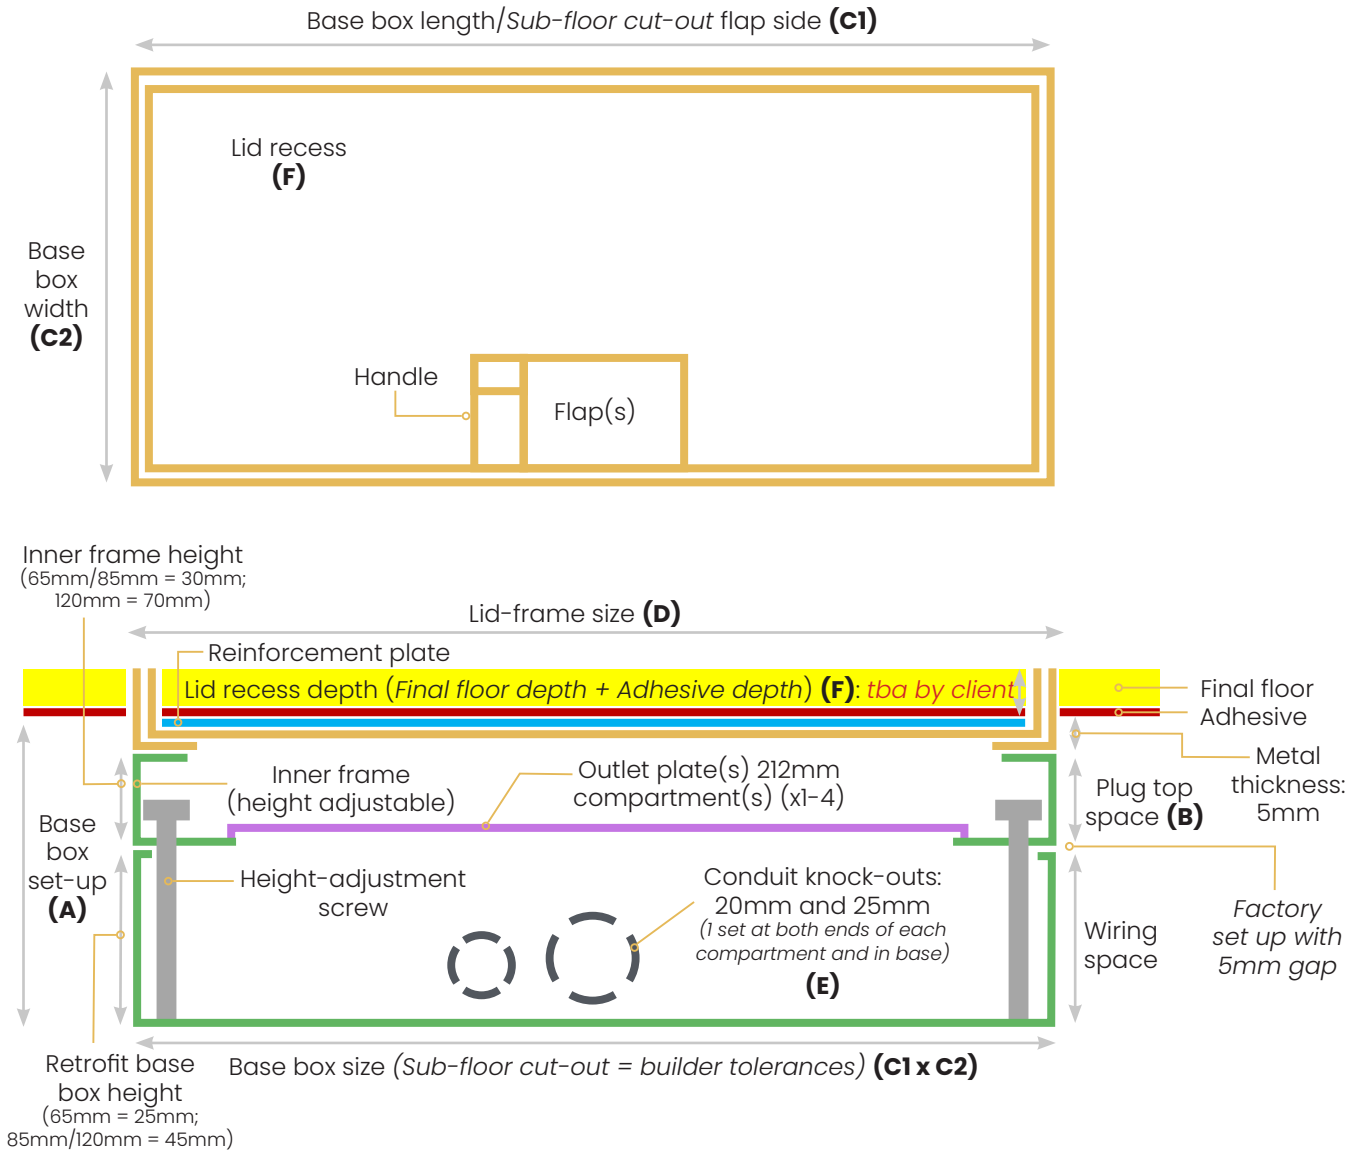 Base box length/Sub-floor cut-out flap side (C1)
Lid recess
(F)
Base
box
width
(C2)
Handle
Flap(s)
Inner frame height
(65mm/85mm = 30mm;
120mm = 70mm)
Lid-frame size (D)
Reinforcement plate
Lid recess depth (Final floor depth + Adhesive depth) (F): tba by client
Final floor
Adhesive
Metal
thickness:
5mm
Inner frame
(height adjustable)
Outlet plate(s) 212mm
compartment(s) (x1-4)
Plug top
space (B)
Base
box
set-up
(A)
Height-adjustment
screw
Conduit knock-outs:
20mm and 25mm
(1 set at both ends of each
compartment and in base)
(E)
Wiring
space
Factory
set up with
5mm gap
Retrofit base
box height
(65mm = 25mm;
85mm/120mm = 45mm)
Base box size (Sub-floor cut-out = builder tolerances) (C1 x C2)